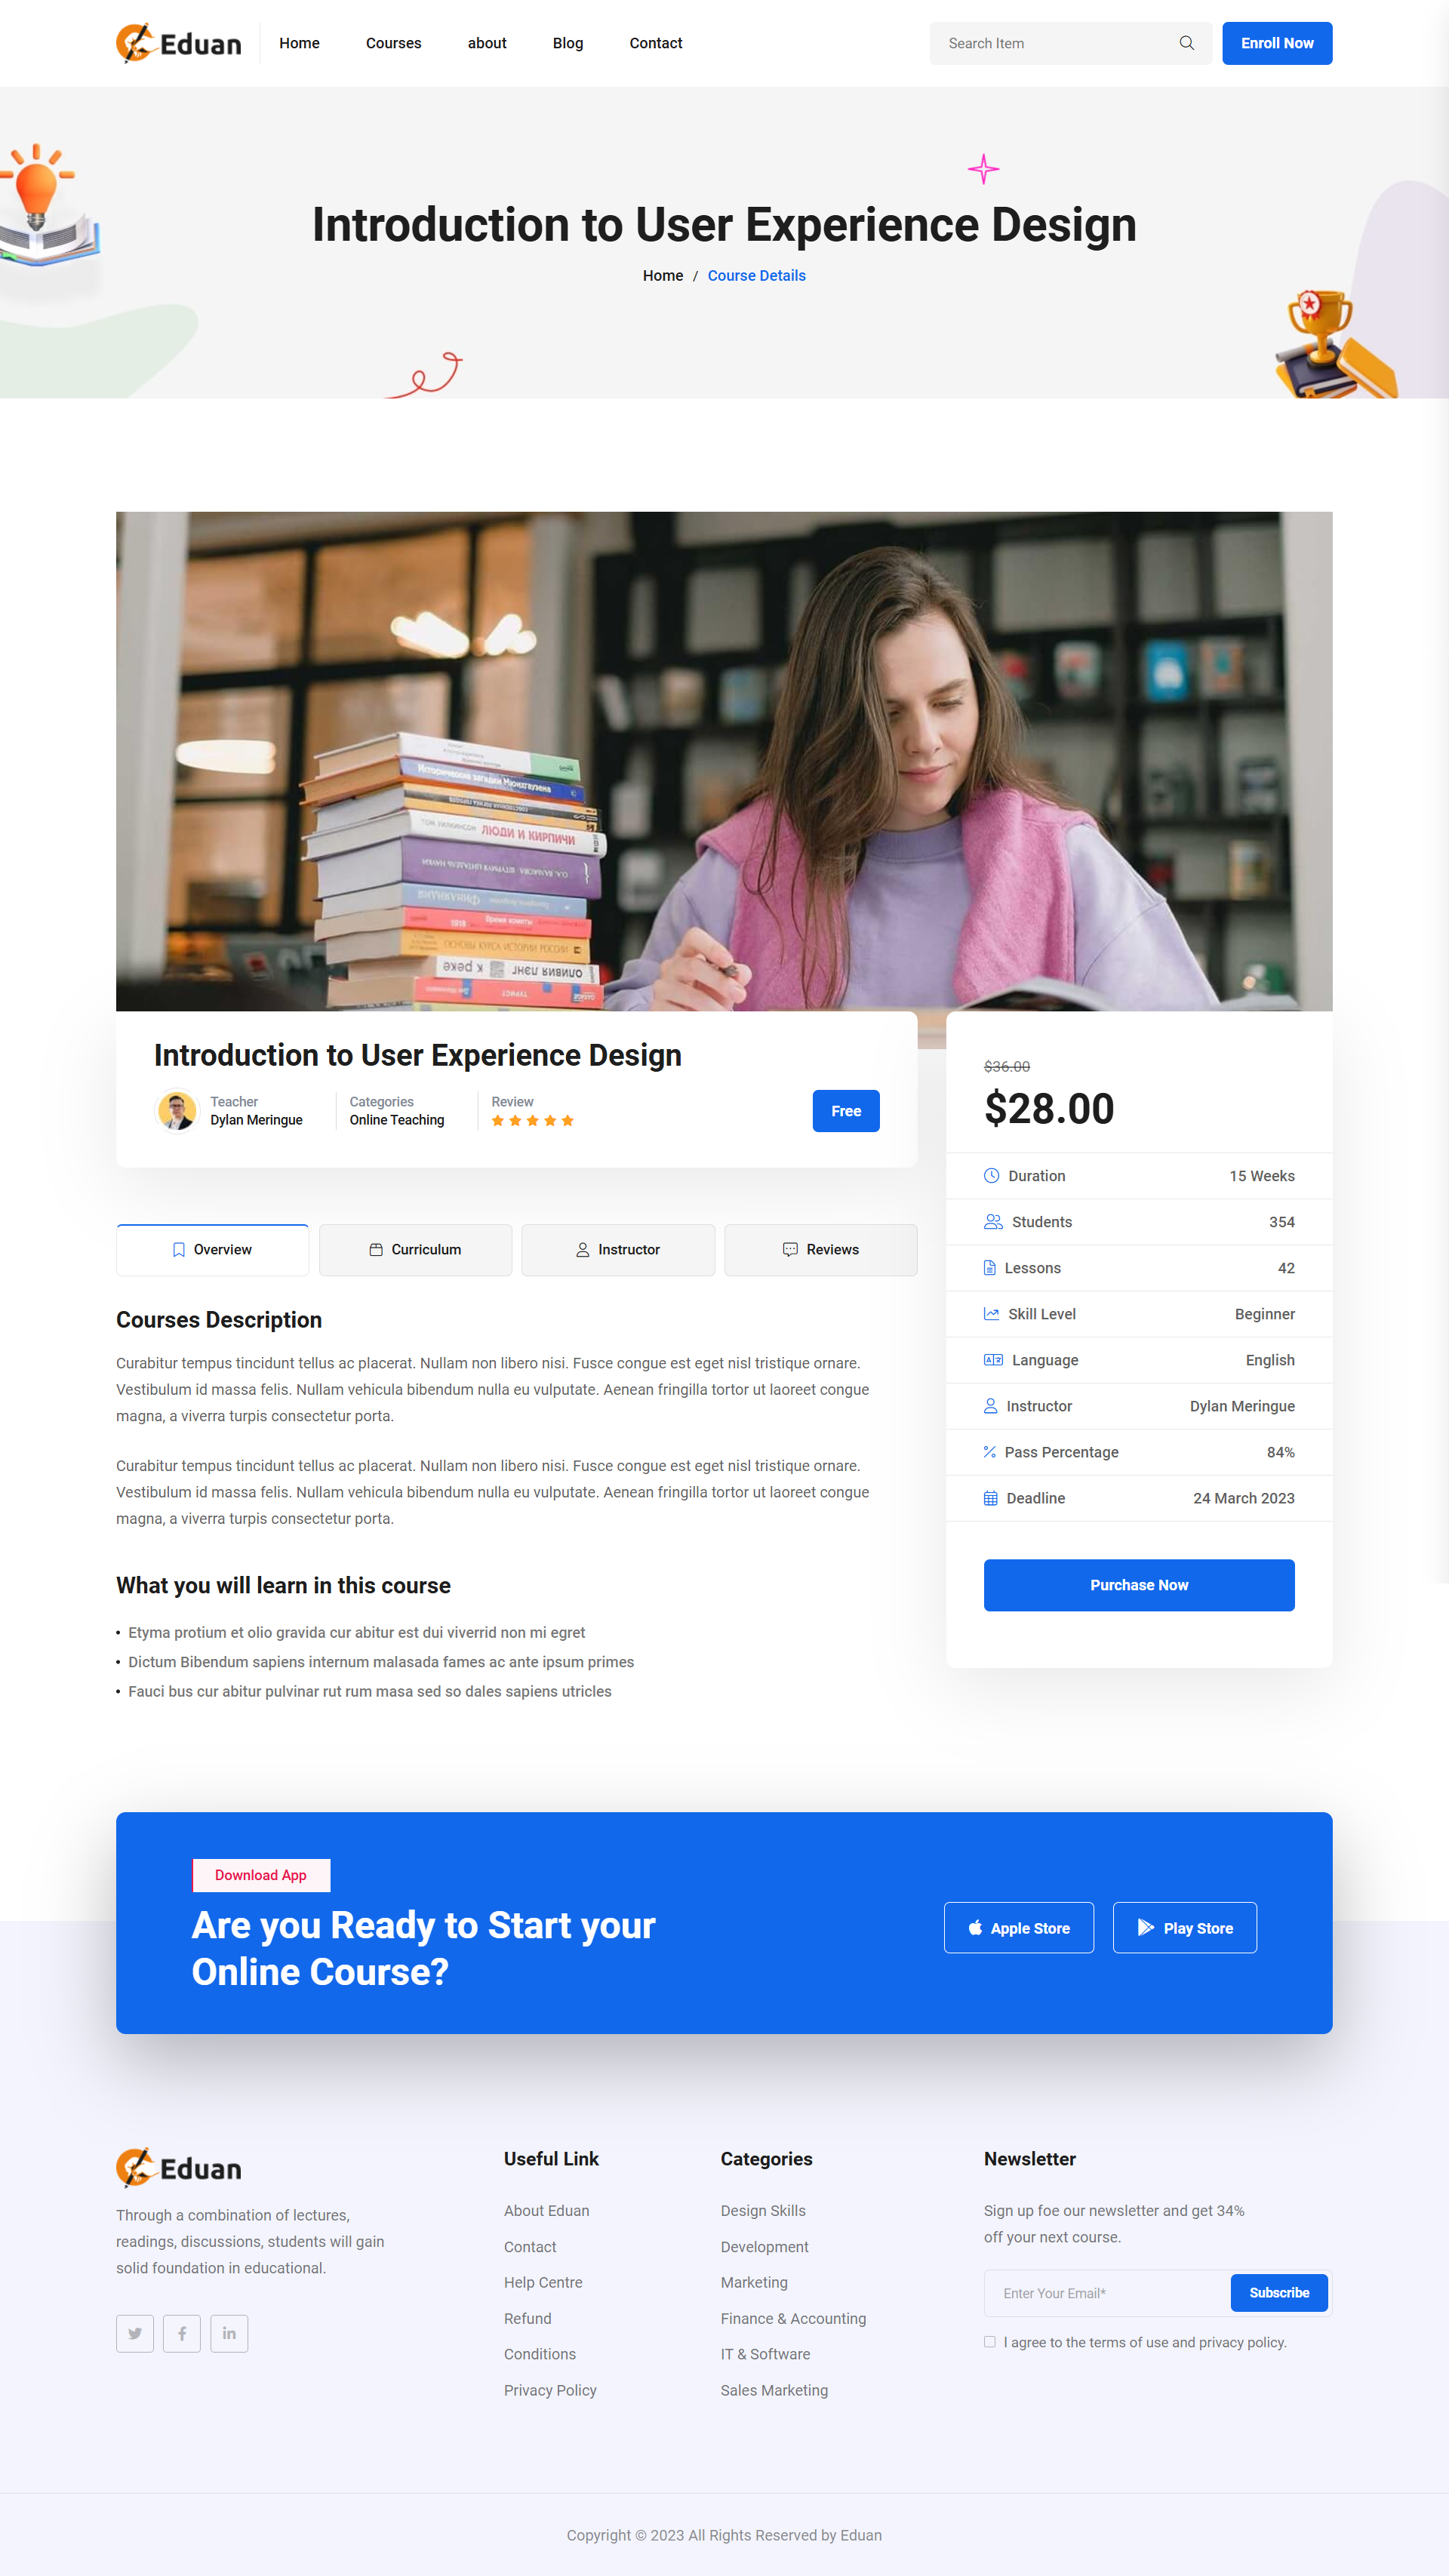 Eduan
Home
Courses
about
Blog
Contact
Search Item
Enroll Now
Introduction to User Experience Design
Home / Course Details
ЛЮДИ И КИРПИЧИ
ОСНОВЫ КУРСА ИСТОРИИ РОССИИ
Introduction to User Experience Design
Teacher
Dylan Meringue
Categories
Online Teaching
Review
Free
$36.00
$28.00
Duration 15 Weeks
Students 354
Lessons 42
Skill Level Beginner
Language English
Instructor Dylan Meringue
Pass Percentage 84%
Deadline 24 March 2023
Purchase Now
Overview
Curriculum
Instructor
Reviews
Courses Description
Curabitur tempus tincidunt tellus ac placerat. Nullam non libero nisi. Fusce congue est eget nisl tristique ornare.
Vestibulum id massa felis. Nullam vehicula bibendum nulla eu vulputate. Aenean fringilla tortor ut laoreet congue
magna, a viverra turpis consectetur porta.
Curabitur tempus tincidunt tellus ac placerat. Nullam non libero nisi. Fusce congue est eget nisl tristique ornare.
Vestibulum id massa felis. Nullam vehicula bibendum nulla eu vulputate. Aenean fringilla tortor ut laoreet congue
magna, a viverra turpis consectetur porta.
What you will learn in this course
• Etyma protium et olio gravida cur abitur est dui viverrid non mi egret
• Dictum Bibendum sapiens internum malasada fames ac ante ipsum primes
• Fauci bus cur abitur pulvinar rut rum masa sed so dales sapiens utricles
Download App
Are you Ready to Start your
Online Course?
Apple Store
Play Store
Eduan
Through a combination of lectures,
readings, discussions, students will gain
solid foundation in educational.
Useful Link
About Eduan
Contact
Help Centre
Refund
Conditions
Privacy Policy
Categories
Design Skills
Development
Marketing
Finance & Accounting
IT & Software
Sales Marketing
Newsletter
Sign up foe our newsletter and get 34%
off your next course.
Enter Your Email*
Subscribe
I agree to the terms of use and privacy policy.
Copyright © 2023 All Rights Reserved by Eduan